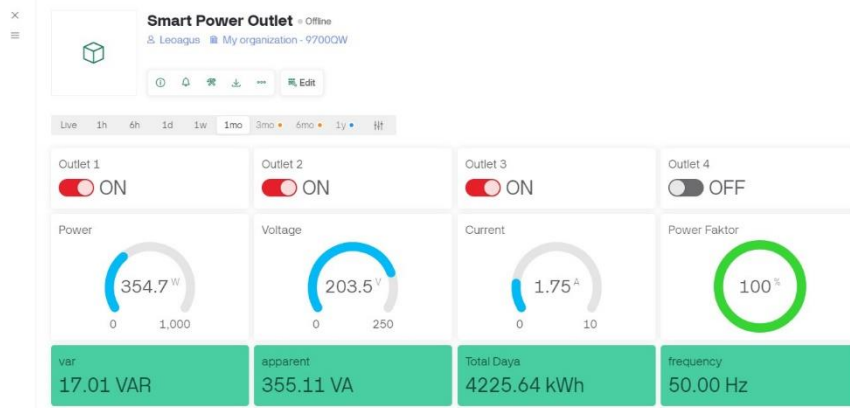 Smart Power Outlet Offline
Leoagus My organization - 9700QW
Edit
Live 1h 6h 1d 1w 1mo 3mo 6mo 1y
Outlet 1
ON
Outlet 2
ON
Outlet 3
ON
Outlet 4
OFF
Power
354.7 W
0 1,000
Voltage
203.5 V
0 250
Current
1.75 A
0 10
Power Faktor
100 %
var
17.01 VAR
apparent
355.11 VA
Total Daya
4225.64 kWh
frequency
50.00 Hz